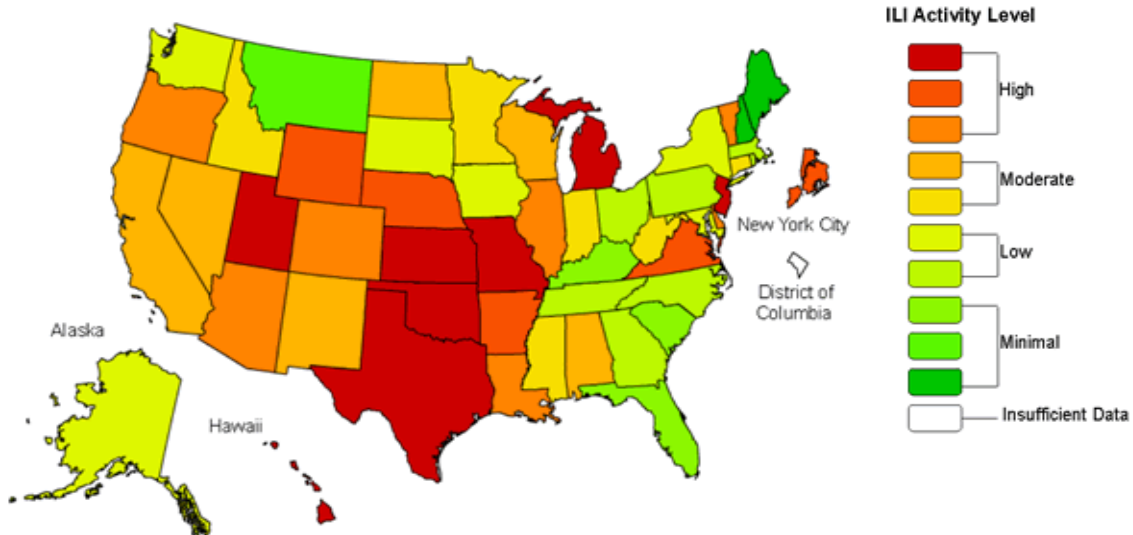 ILI Activity Level
High
Moderate
New York City
Low
District of
Columbia
Alaska
Minimal
Hawaii
Insufficient Data